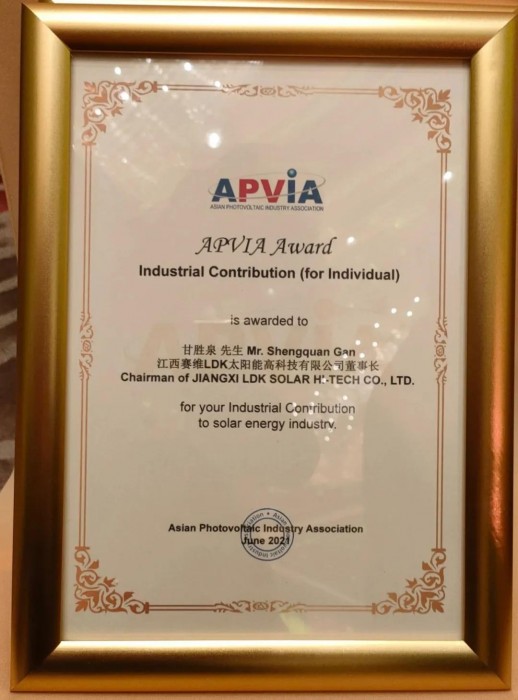 APVIA
ASIAN PHOTOVOLTAIC INDUSTRY ASSOCIATION
APVIA Award
Industrial Contribution (for Individual)
is awarded to
甘胜泉 先生 Mr. Shengquan Gan
江西赛维LDK太阳能高科技有限公司董事长
Chairman of JIANGXI LDK SOLAR HI-TECH CO., LTD.
for your Industrial Contribution
to solar energy industry.
Asian Photovoltaic Industry Association
June 2021